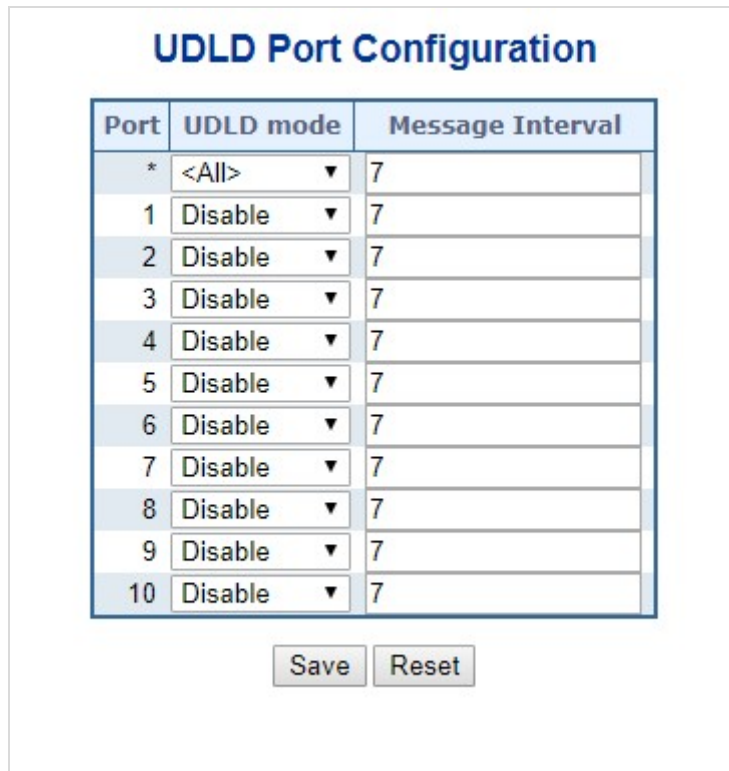 UDLD Port Configuration
Port UDLD mode Message Interval
* <All> 7
1 Disable 7
2 Disable 7
3 Disable 7
4 Disable 7
5 Disable 7
6 Disable 7
7 Disable 7
8 Disable 7
9 Disable 7
10 Disable 7
Save Reset